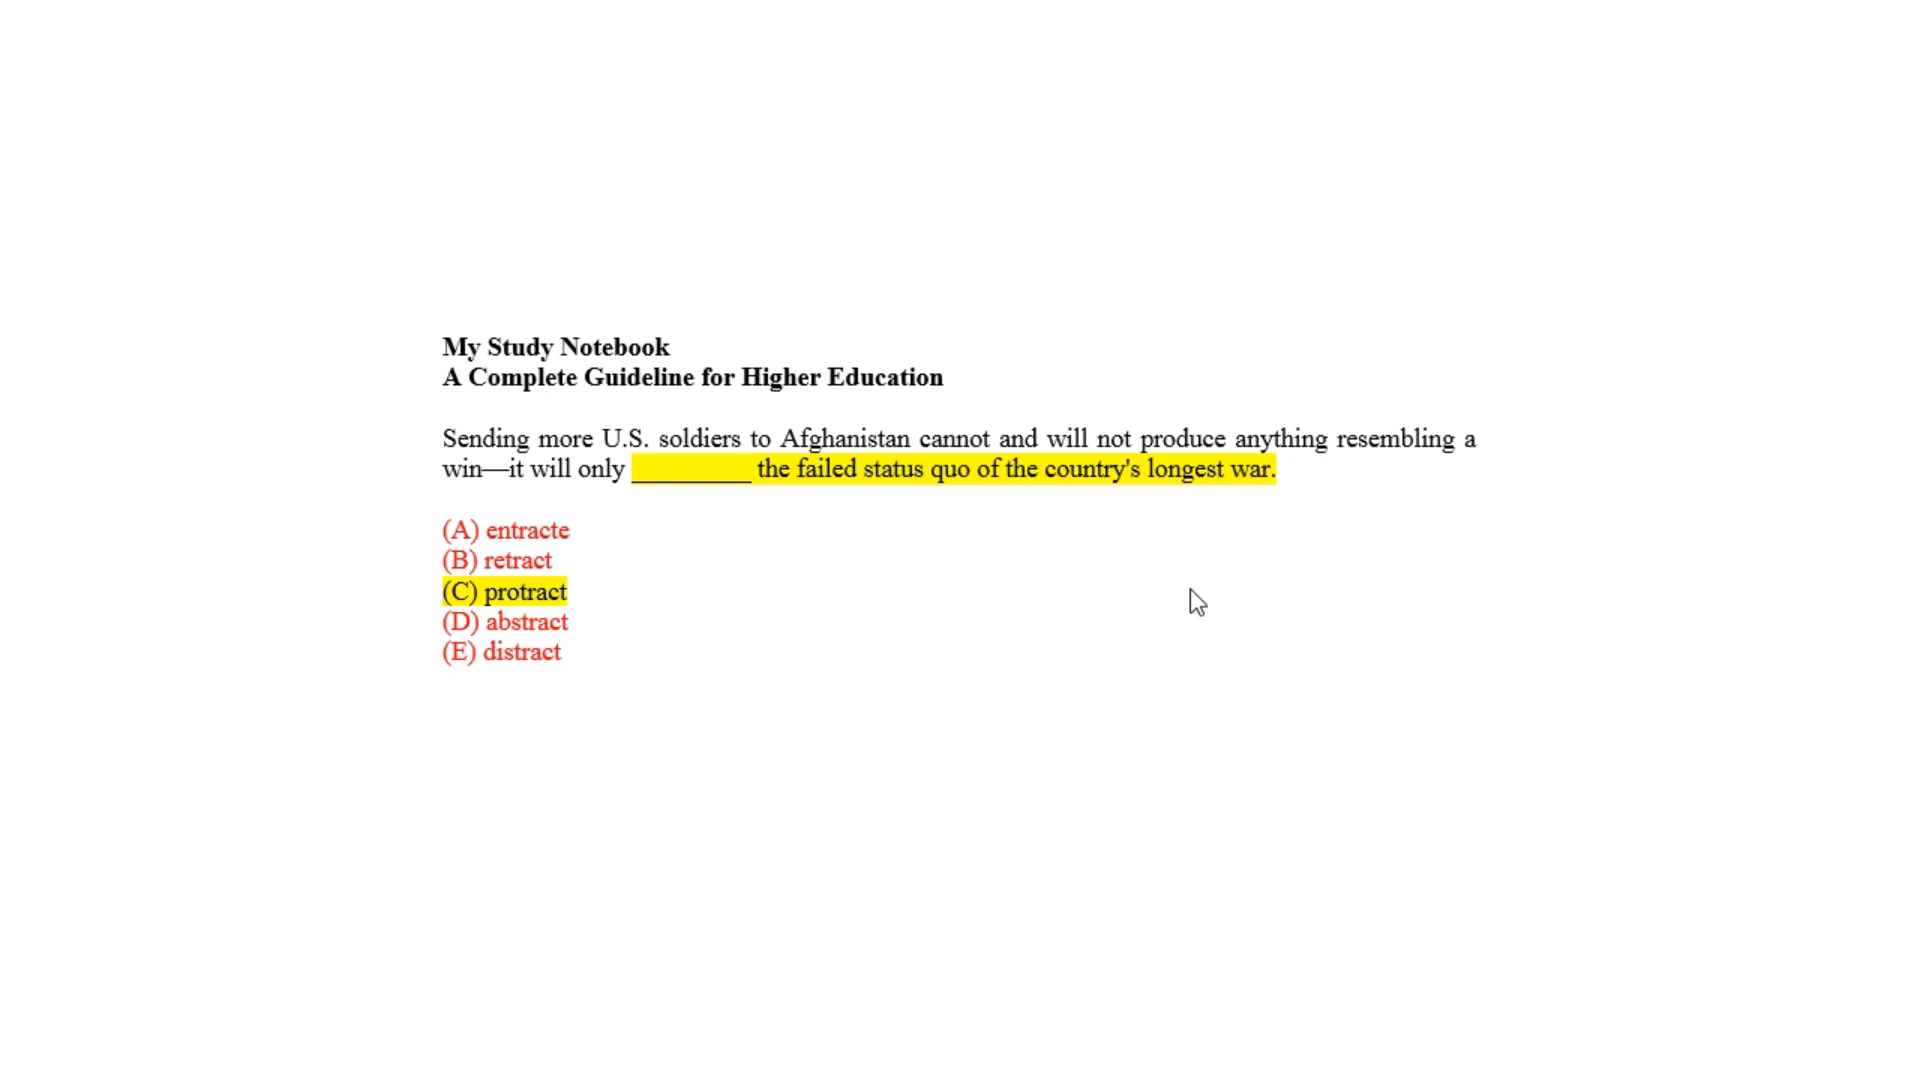 My Study Notebook
A Complete Guideline for Higher Education
Sending more U.S. soldiers to Afghanistan cannot and will not produce anything resembling a
win—it will only _________ the failed status quo of the country's longest war.
(A) entracte
(B) retract
(C) protract
(D) abstract
(E) distract